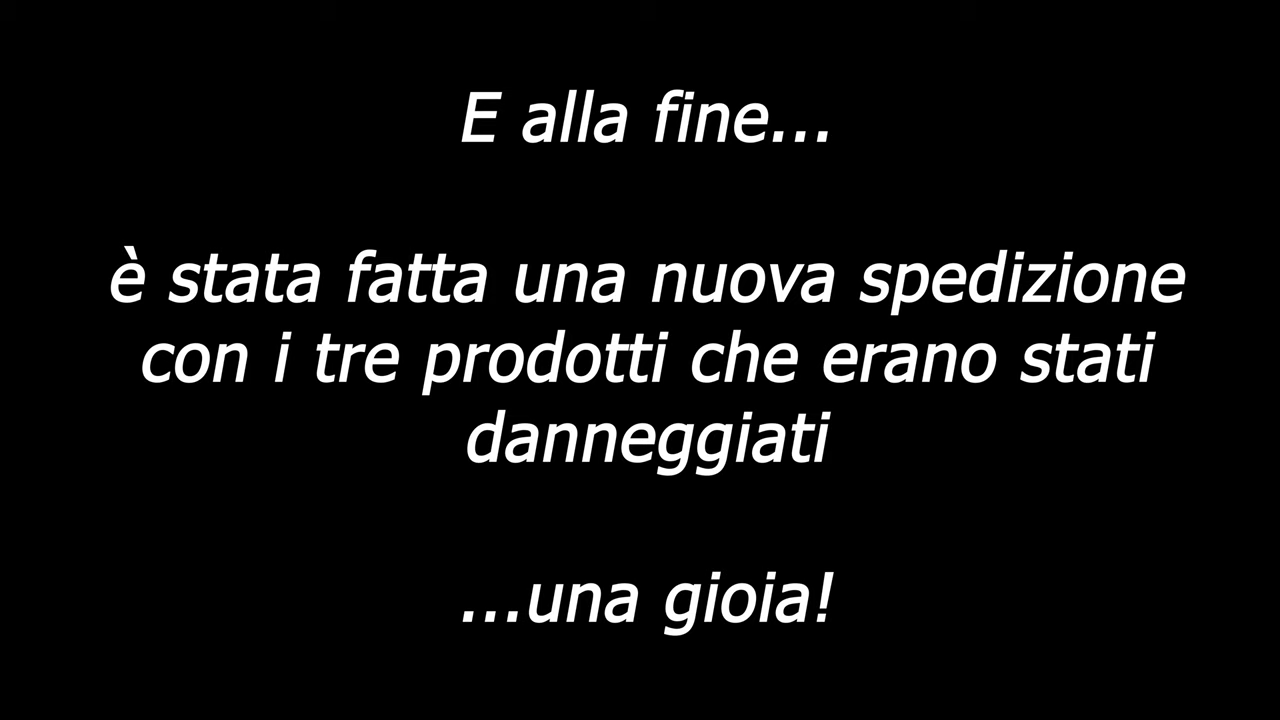 E alla fine...
è stata fatta una nuova spedizione
con i tre prodotti che erano stati
danneggiati
...una gioia!